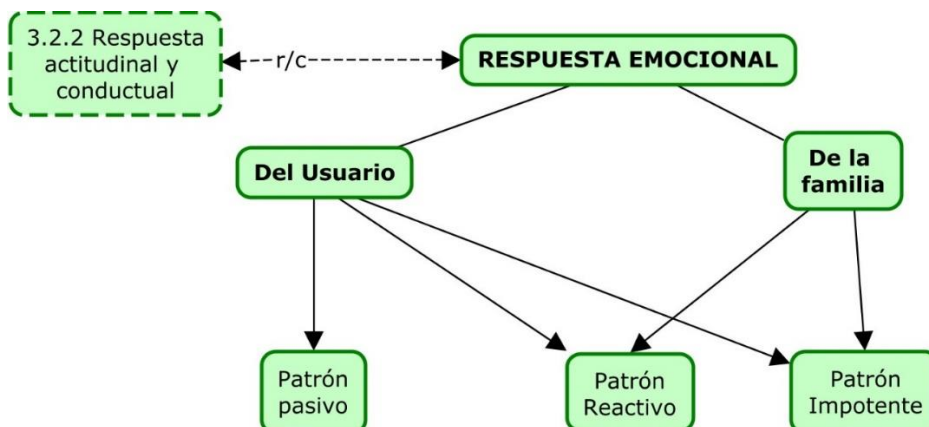 3.2.2 Respuesta
actitudinal y
conductual
r/c
RESPUESTA EMOCIONAL
Del Usuario
De la
familia
Patrón
pasivo
Patrón
Reactivo
Patrón
Impotente